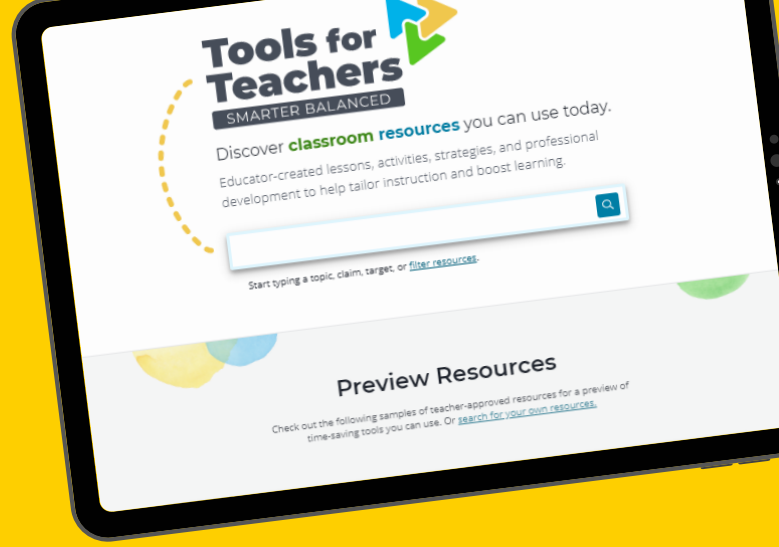 Tools for
Teachers
SMARTER BALANCED
Discover classroom resources you can use today.
Educator-created lessons, activities, strategies, and professional
development to help tailor instruction and boost learning.
Start typing a topic, claim, target, or filter resources.
Preview Resources
Check out the following samples of teacher-approved resources for a preview of
time-saving tools you can use. Or search for your own resources.